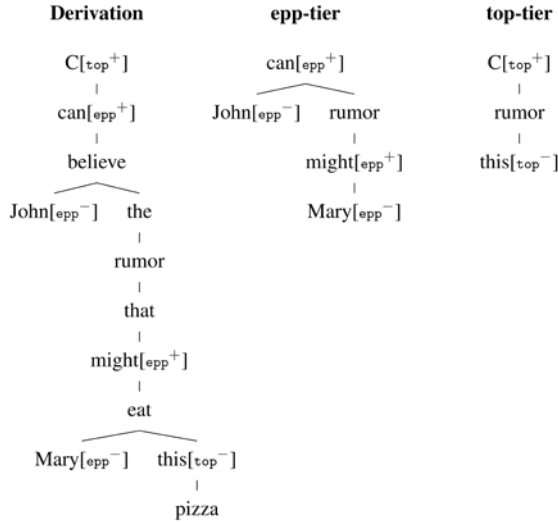 Derivation epp-tier top-tier
C[top⁺] can[epp⁺] C[top⁺]
can[epp⁺] John[epp⁻] rumor rumor
believe might[epp⁺] this[top⁻]
John[epp⁻] the Mary[epp⁻]
rumor
that
might[epp⁺]
eat
Mary[epp⁻] this[top⁻]
pizza